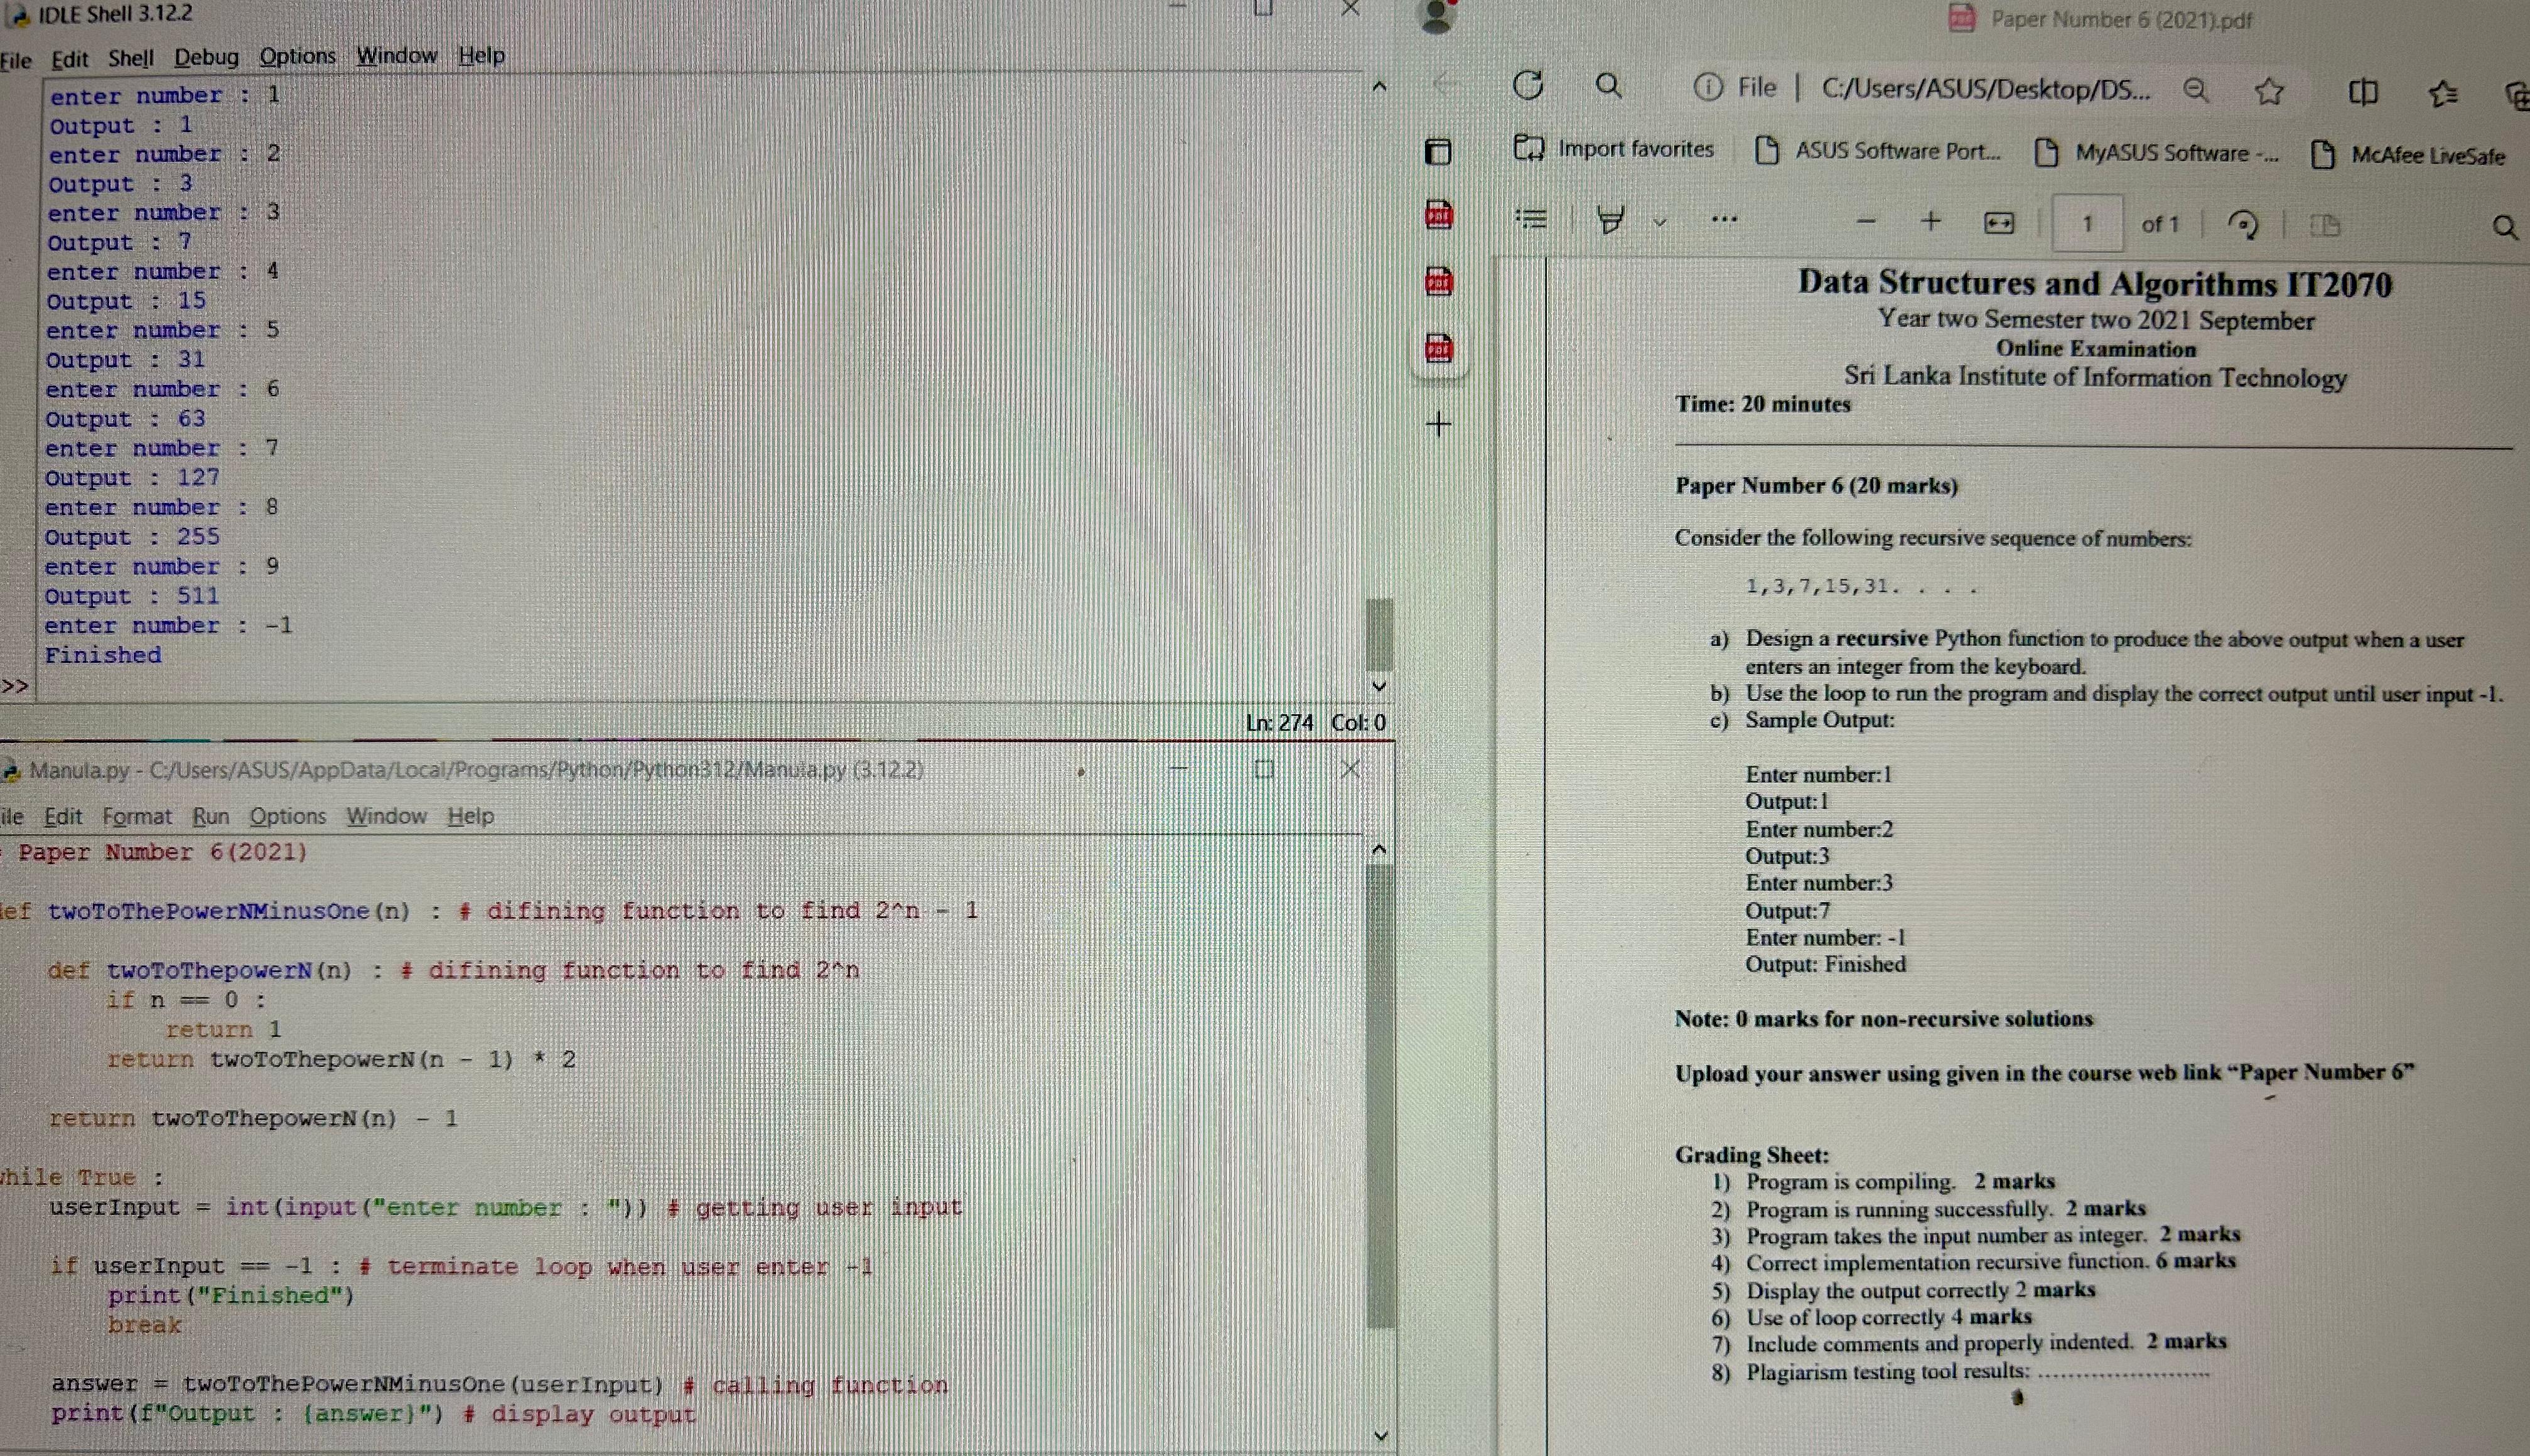 IDLE Shell 3.12.2
File Edit Shell Debug Options Window Help
enter number : 1
Output : 1
enter number : 2
Output : 3
enter number : 3
Output : 7
enter number : 4
Output : 15
enter number : 5
Output : 31
enter number : 6
Output : 63
enter number : 7
Output : 127
enter number : 8
Output : 255
enter number : 9
Output : 511
enter number : -1
Finished
>>
Ln: 274 Col: 0
Manula.py - C:/Users/ASUS/AppData/Local/Programs/Python/Python312/Manula.py (3.12.2)
ile Edit Format Run Options Window Help
Paper Number 6(2021)
ef twoToThePowerNMinusOne(n) : # difining function to find 2^n - 1
def twoToThepowerN(n) : # difining function to find 2^n
if n == 0 :
return 1
return twoToThepowerN(n - 1) * 2
return twoToThepowerN(n) - 1
while True :
userInput = int(input("enter number : ")) # getting user input
if userInput == -1 : # terminate loop when user enter -1
print("Finished")
break
answer = twoToThePowerNMinusOne(userInput) # calling function
print(f"Output : {answer}") # display output
Paper Number 6 (2021).pdf
File | C:/Users/ASUS/Desktop/DS...
Import favorites ASUS Software Port... MyASUS Software -... McAfee LiveSafe
1 of 1
Data Structures and Algorithms IT2070
Year two Semester two 2021 September
Online Examination
Sri Lanka Institute of Information Technology
Time: 20 minutes
Paper Number 6 (20 marks)
Consider the following recursive sequence of numbers:
1,3,7,15,31. . . .
a) Design a recursive Python function to produce the above output when a user
enters an integer from the keyboard.
b) Use the loop to run the program and display the correct output until user input -1.
c) Sample Output:
Enter number:1
Output:1
Enter number:2
Output:3
Enter number:3
Output:7
Enter number: -1
Output: Finished
Note: 0 marks for non-recursive solutions
Upload your answer using given in the course web link “Paper Number 6”
Grading Sheet:
1) Program is compiling. 2 marks
2) Program is running successfully. 2 marks
3) Program takes the input number as integer. 2 marks
4) Correct implementation recursive function. 6 marks
5) Display the output correctly 2 marks
6) Use of loop correctly 4 marks
7) Include comments and properly indented. 2 marks
8) Plagiarism testing tool results: ........................